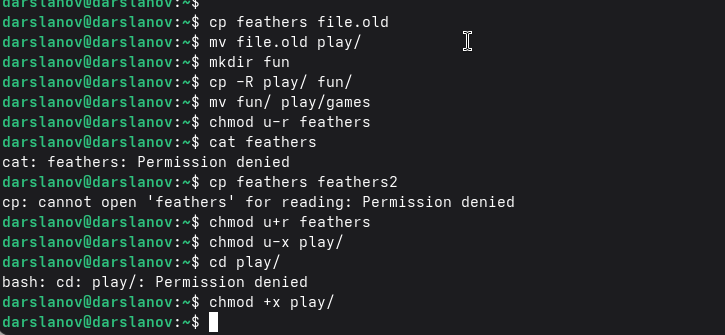 darslanov@darslanov:~$
darslanov@darslanov:~$ cp feathers file.old
darslanov@darslanov:~$ mv file.old play/
darslanov@darslanov:~$ mkdir fun
darslanov@darslanov:~$ cp -R play/ fun/
darslanov@darslanov:~$ mv fun/ play/games
darslanov@darslanov:~$ chmod u-r feathers
darslanov@darslanov:~$ cat feathers
cat: feathers: Permission denied
darslanov@darslanov:~$ cp feathers feathers2
cp: cannot open 'feathers' for reading: Permission denied
darslanov@darslanov:~$ chmod u+r feathers
darslanov@darslanov:~$ chmod u-x play/
darslanov@darslanov:~$ cd play/
bash: cd: play/: Permission denied
darslanov@darslanov:~$ chmod +x play/
darslanov@darslanov:~$